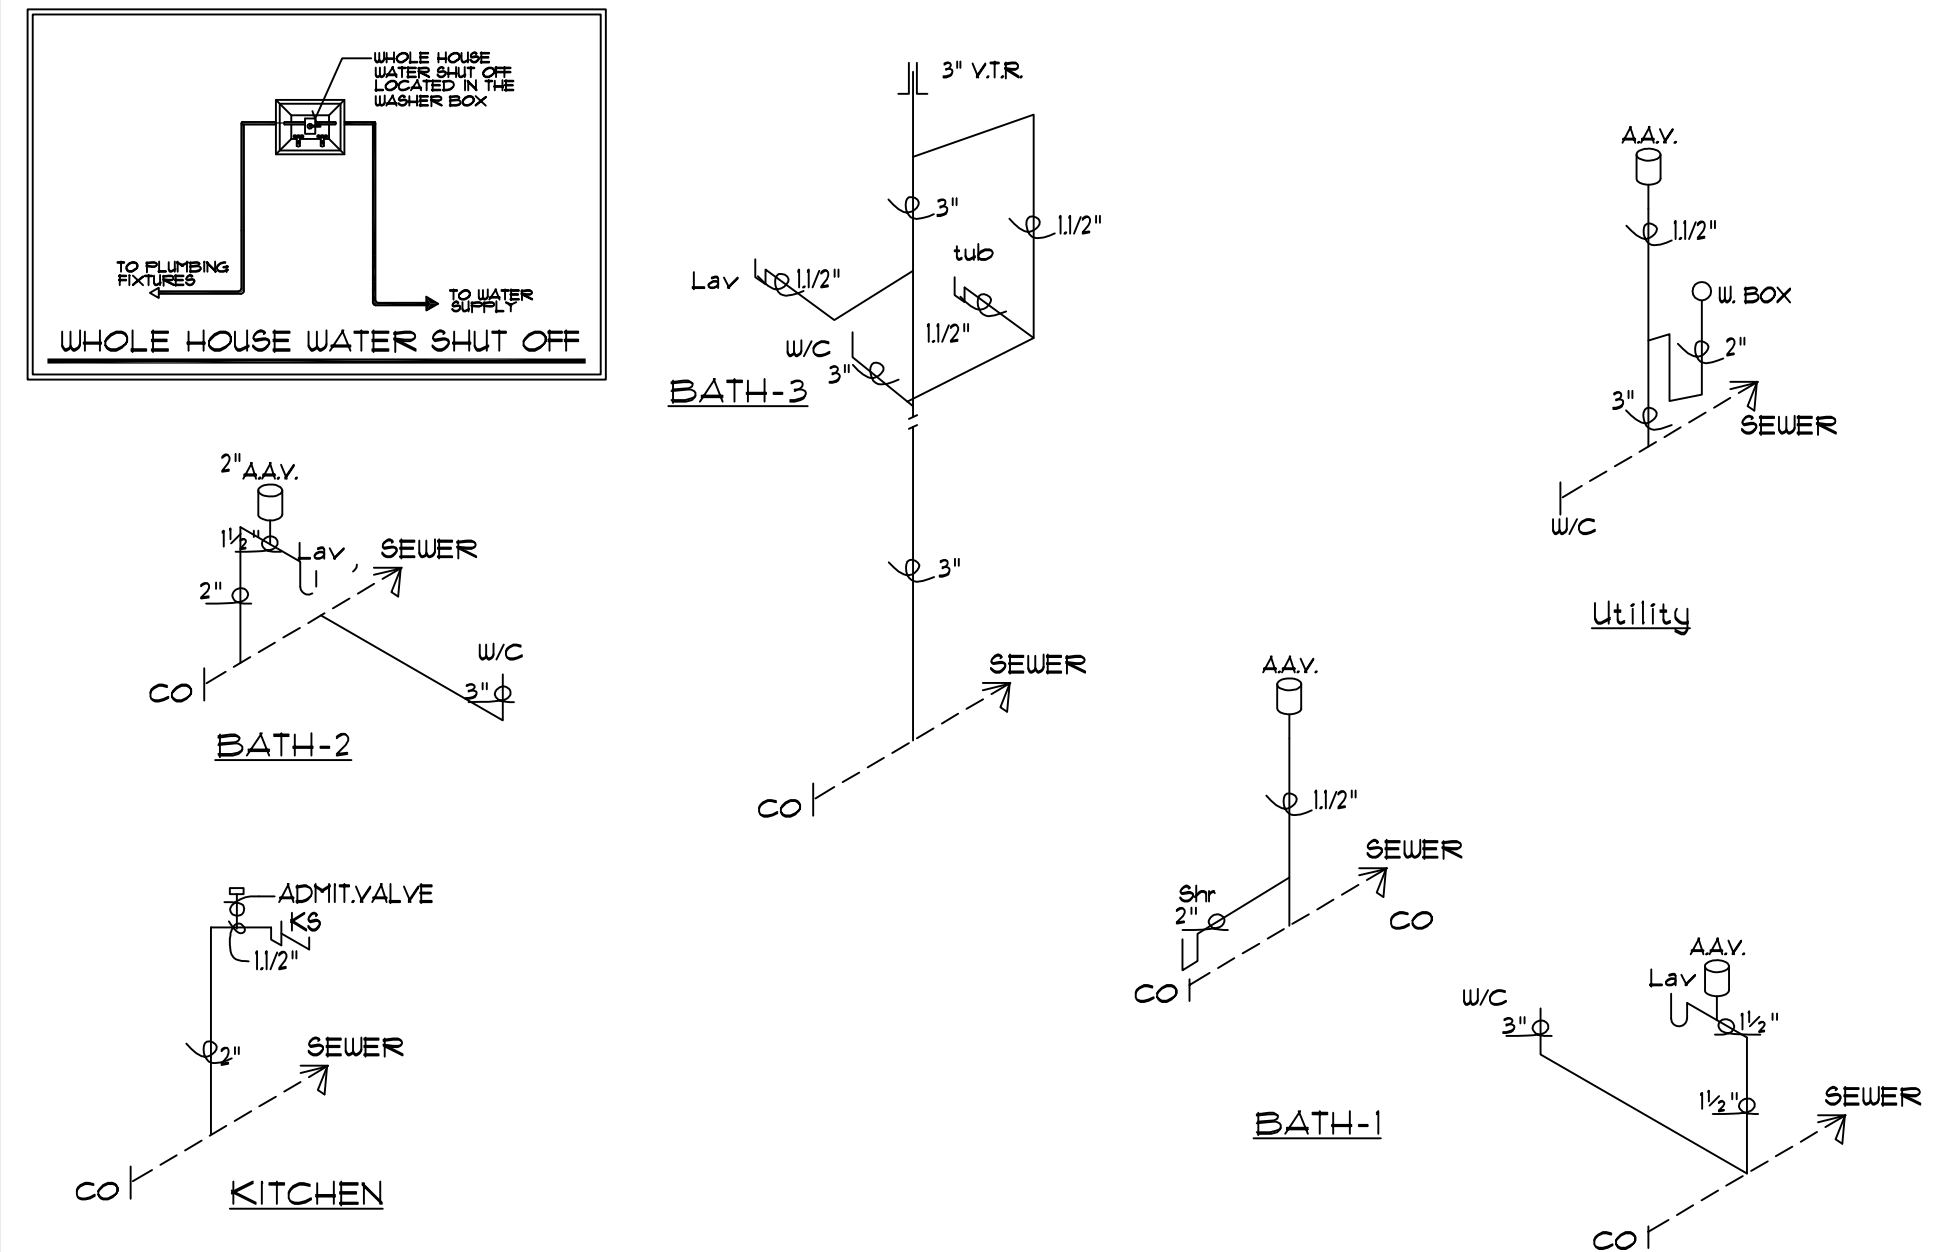 WHOLE HOUSE
WATER SHUT OFF
LOCATED IN THE
WASHER BOX
TO PLUMBING
FIXTURES
TO WATER
SUPPLY
WHOLE HOUSE WATER SHUT OFF
3" V.T.R.
3"
1.1/2"
tub
Lav
1.1/2"
1.1/2"
W/C
3"
BATH-3
3"
SEWER
CO
A.A.V.
1.1/2"
W. BOX
2"
3"
SEWER
W/C
Utility
2" A.A.V.
1½"
Lav
SEWER
2"
W/C
3"
CO
BATH-2
ADMIT.VALVE
KS
1.1/2"
2"
SEWER
CO
KITCHEN
A.A.V.
1.1/2"
SEWER
Shr
2"
CO
CO
BATH-1
A.A.V.
Lav
W/C
3"
1½"
1½"
SEWER
CO